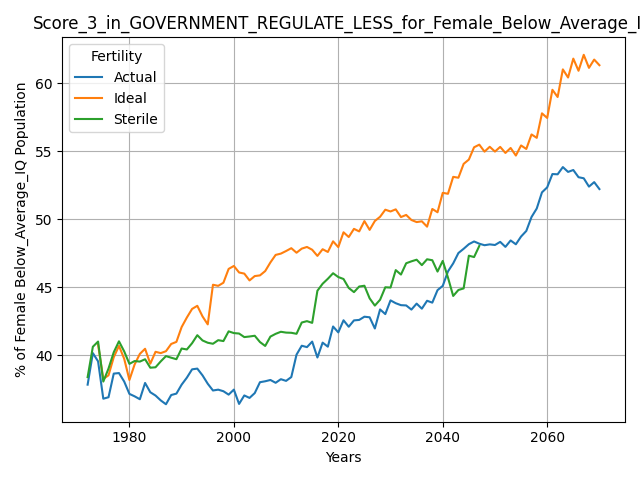 Score_3_in_GOVERNMENT_REGULATE_LESS_for_Female_Below_Average_I
Fertility
Actual
Ideal
Sterile
% of Female Below_Average_IQ Population
60
55
50
45
40
1980 2000 2020 2040 2060
Years